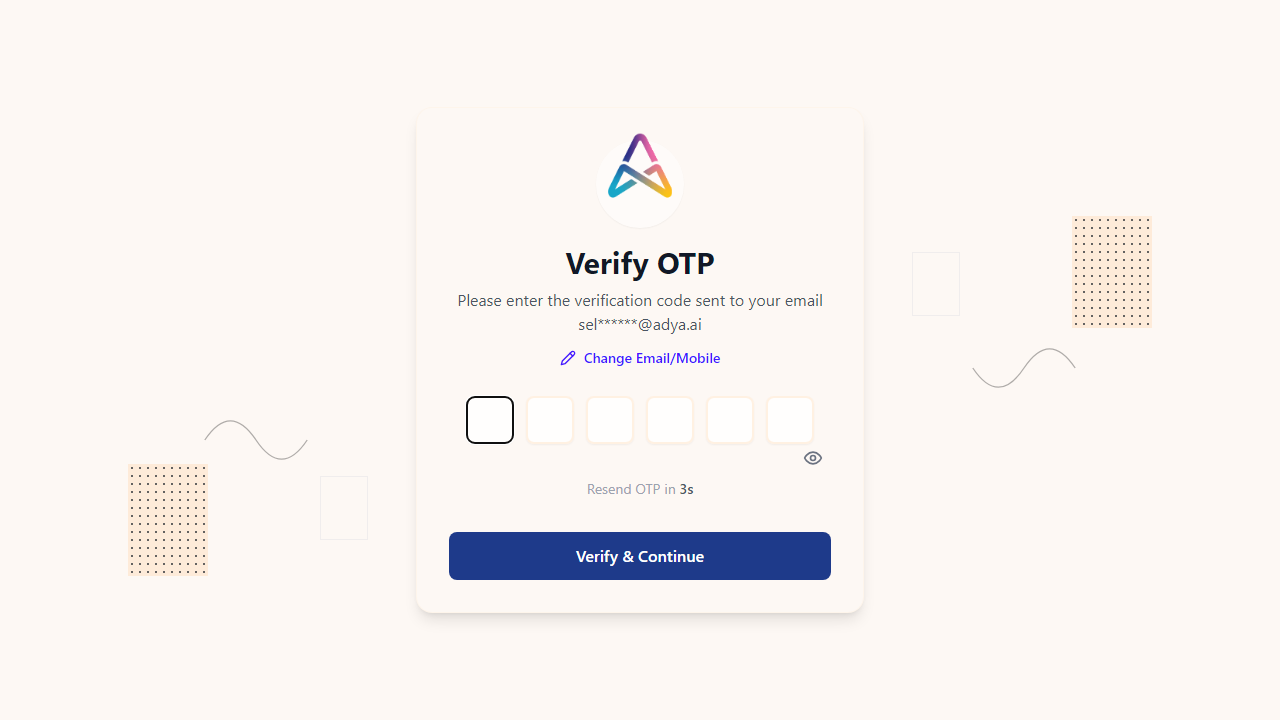 Verify OTP
Please enter the verification code sent to your email
sel******@adya.ai
Change Email/Mobile
Resend OTP in 3s
Verify & Continue